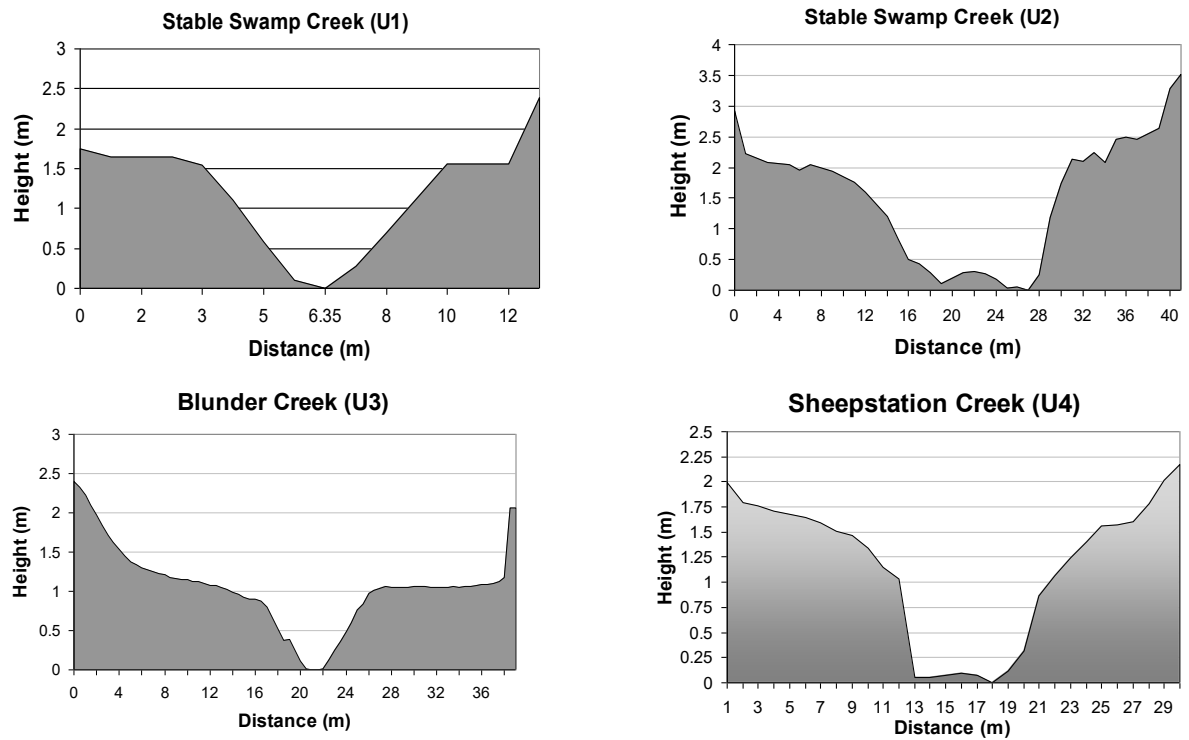 Stable Swamp Creek (U1)
Height (m)
3
2.5
2
1.5
1
0.5
0
0 2 3 5 6.35 8 10 12
Distance (m)
Stable Swamp Creek (U2)
Height (m)
4
3.5
3
2.5
2
1.5
1
0.5
0
0 4 8 12 16 20 24 28 32 36 40
Distance (m)
Blunder Creek (U3)
Height (m)
3
2.5
2
1.5
1
0.5
0
0 4 8 12 16 20 24 28 32 36
Distance (m)
Sheepstation Creek (U4)
Height (m)
2.5
2.25
2
1.75
1.5
1.25
1
0.75
0.5
0.25
0
1 3 5 7 9 11 13 15 17 19 21 23 25 27 29
Distance (m)